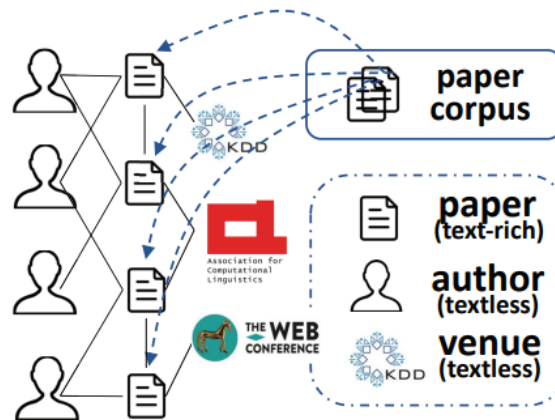 paper
corpus
KDD
paper
(text-rich)
Association for
Computational
Linguistics
author
(textless)
THE WEB
CONFERENCE
venue
(textless)
KDD